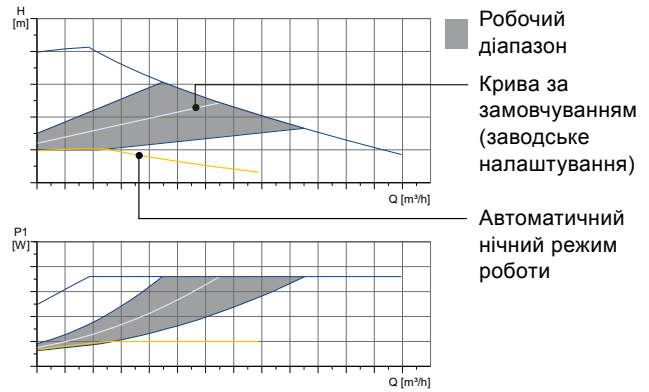 H
[m]
Q [m³/h]
P1
[W]
Q [m³/h]
Робочий
діапазон
Крива за
замовчуванням
(заводське
налаштування)
Автоматичний
нічний режим
роботи